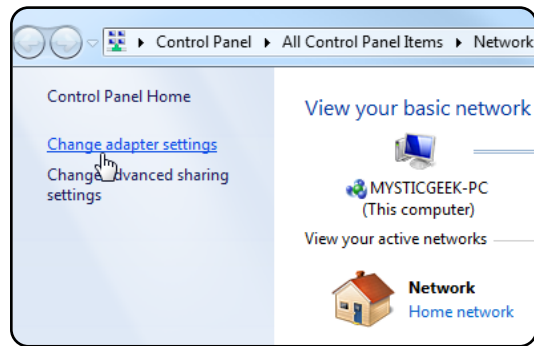 Control Panel ▸ All Control Panel Items ▸ Network
Control Panel Home
Change adapter settings
Change advanced sharing
settings
View your basic network
MYSTICGEEK-PC
(This computer)
View your active networks
Network
Home network